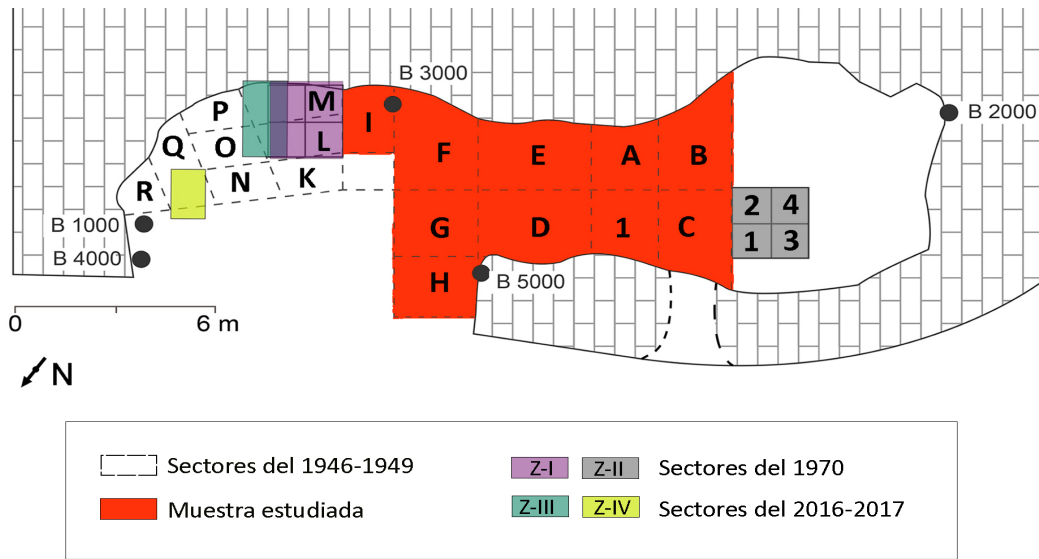 B 3000
B 2000
P
M
I
Q
O
L
F
E
A
B
R
N
K
2 4
B 1000
G
D
1
C
1 3
B 4000
H
B 5000
0
6 m
N
Sectores del 1946-1949
Z-I
Z-II
Sectores del 1970
Muestra estudiada
Z-III
Z-IV
Sectores del 2016-2017